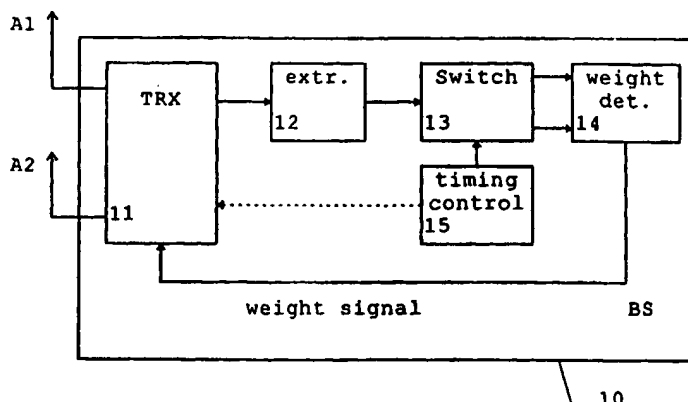 A1
TRX
extr.
12
Switch
13
weight
det.
14
A2
11
timing
control
15
weight signal
BS
10